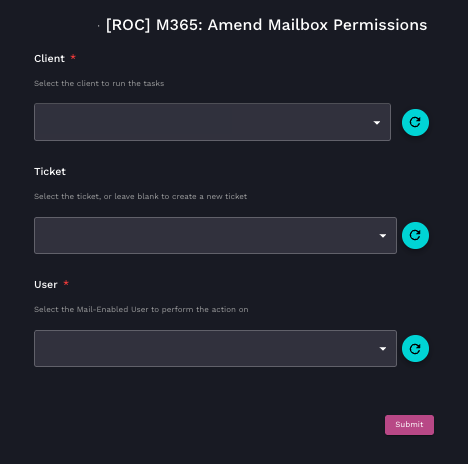 [ROC] M365: Amend Mailbox Permissions
Client *
Select the client to run the tasks
Ticket
Select the ticket, or leave blank to create a new ticket
User *
Select the Mail-Enabled User to perform the action on
Submit